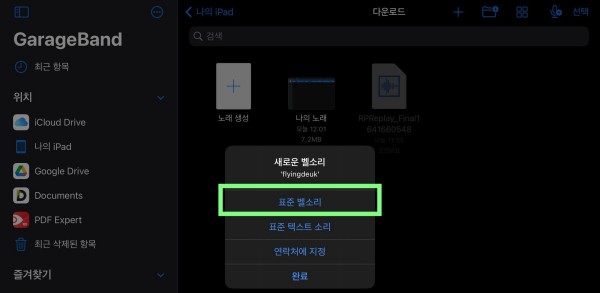 나의 iPad
다운로드
선택
GarageBand
검색
최근 항목
위치
iCloud Drive
나의 iPad
Google Drive
Documents
PDF Expert
최근 삭제된 항목
즐겨찾기
노래 생성
나의 노래
오늘 12:01
7.2MB
RPReplay_Final1
641660548
새로운 벨소리
'flyingdeuk'
표준 벨소리
표준 텍스트 소리
연락처에 지정
완료